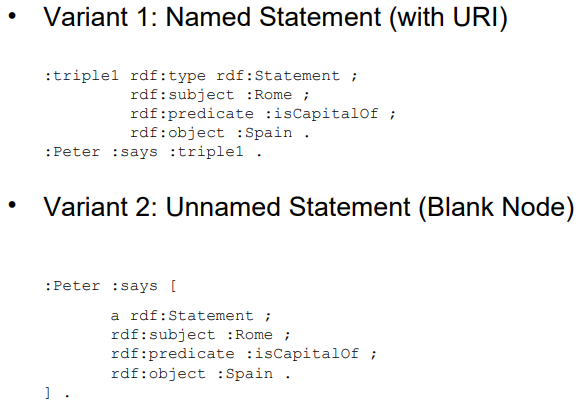 • Variant 1: Named Statement (with URI)
:triple1 rdf:type rdf:Statement ;
rdf:subject :Rome ;
rdf:predicate :isCapitalOf ;
rdf:object :Spain .
:Peter :says :triple1 .
• Variant 2: Unnamed Statement (Blank Node)
:Peter :says [
a rdf:Statement ;
rdf:subject :Rome ;
rdf:predicate :isCapitalOf ;
rdf:object :Spain .
] .